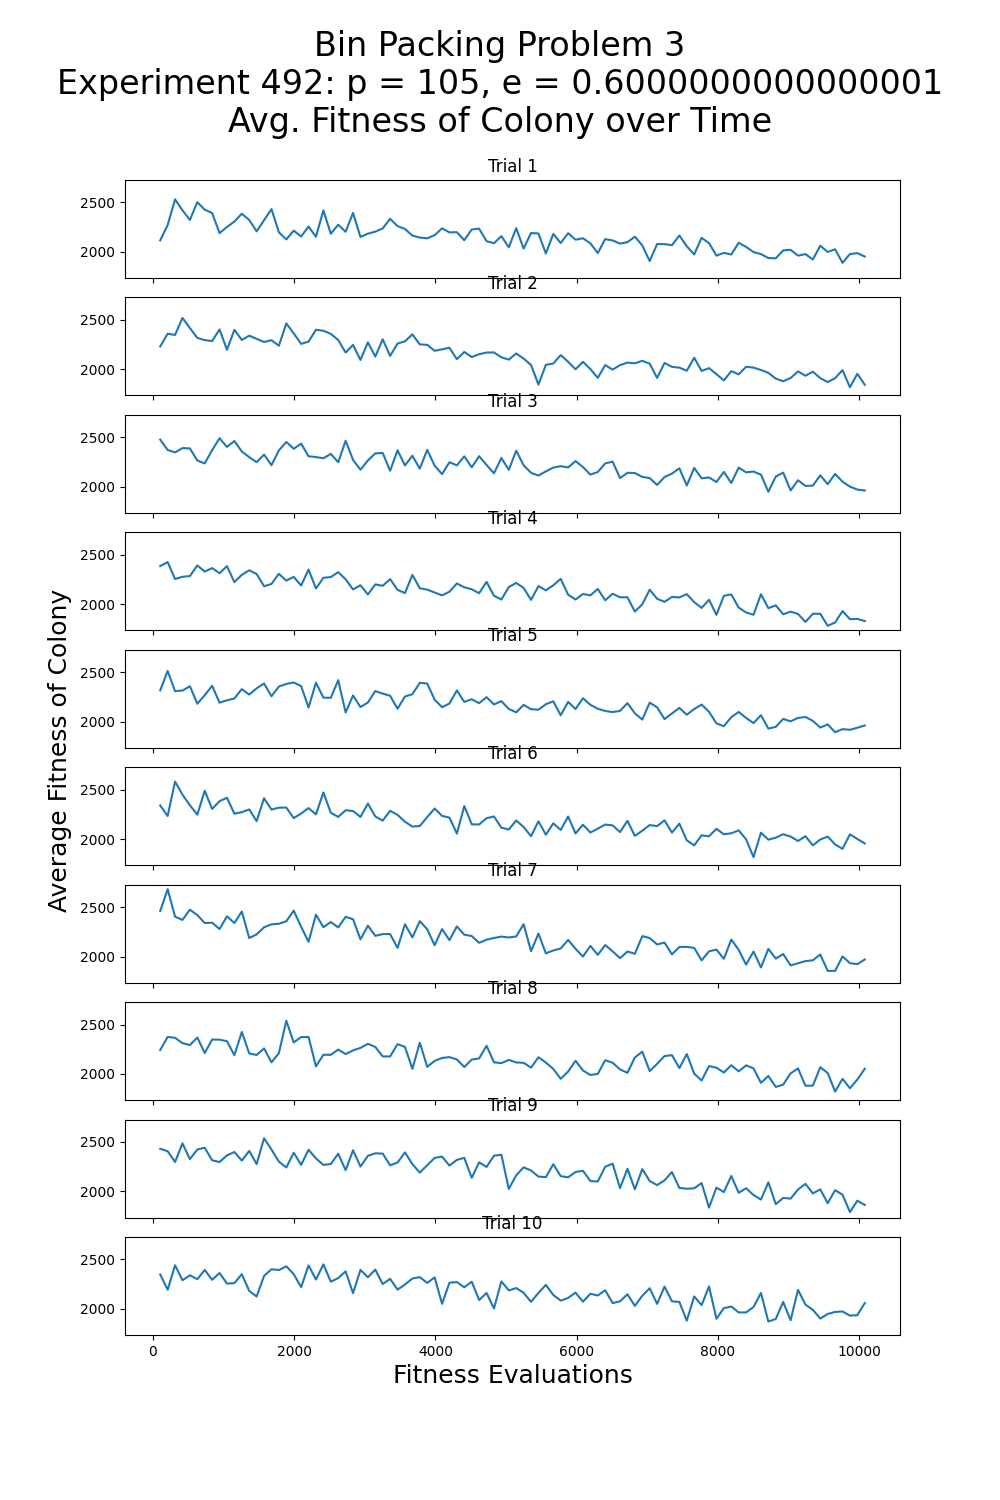 Bin Packing Problem 3
Experiment 492: p = 105, e = 0.6000000000000001
Avg. Fitness of Colony over Time
Trial 1
2500
2000
Trial 2
2500
2000
Trial 3
2500
2000
Trial 4
2500
2000
Trial 5
2500
2000
Trial 6
2500
2000
Trial 7
2500
2000
Trial 8
2500
2000
Trial 9
2500
2000
Trial 10
2500
2000
0 2000 4000 6000 8000 10000
Fitness Evaluations
Average Fitness of Colony